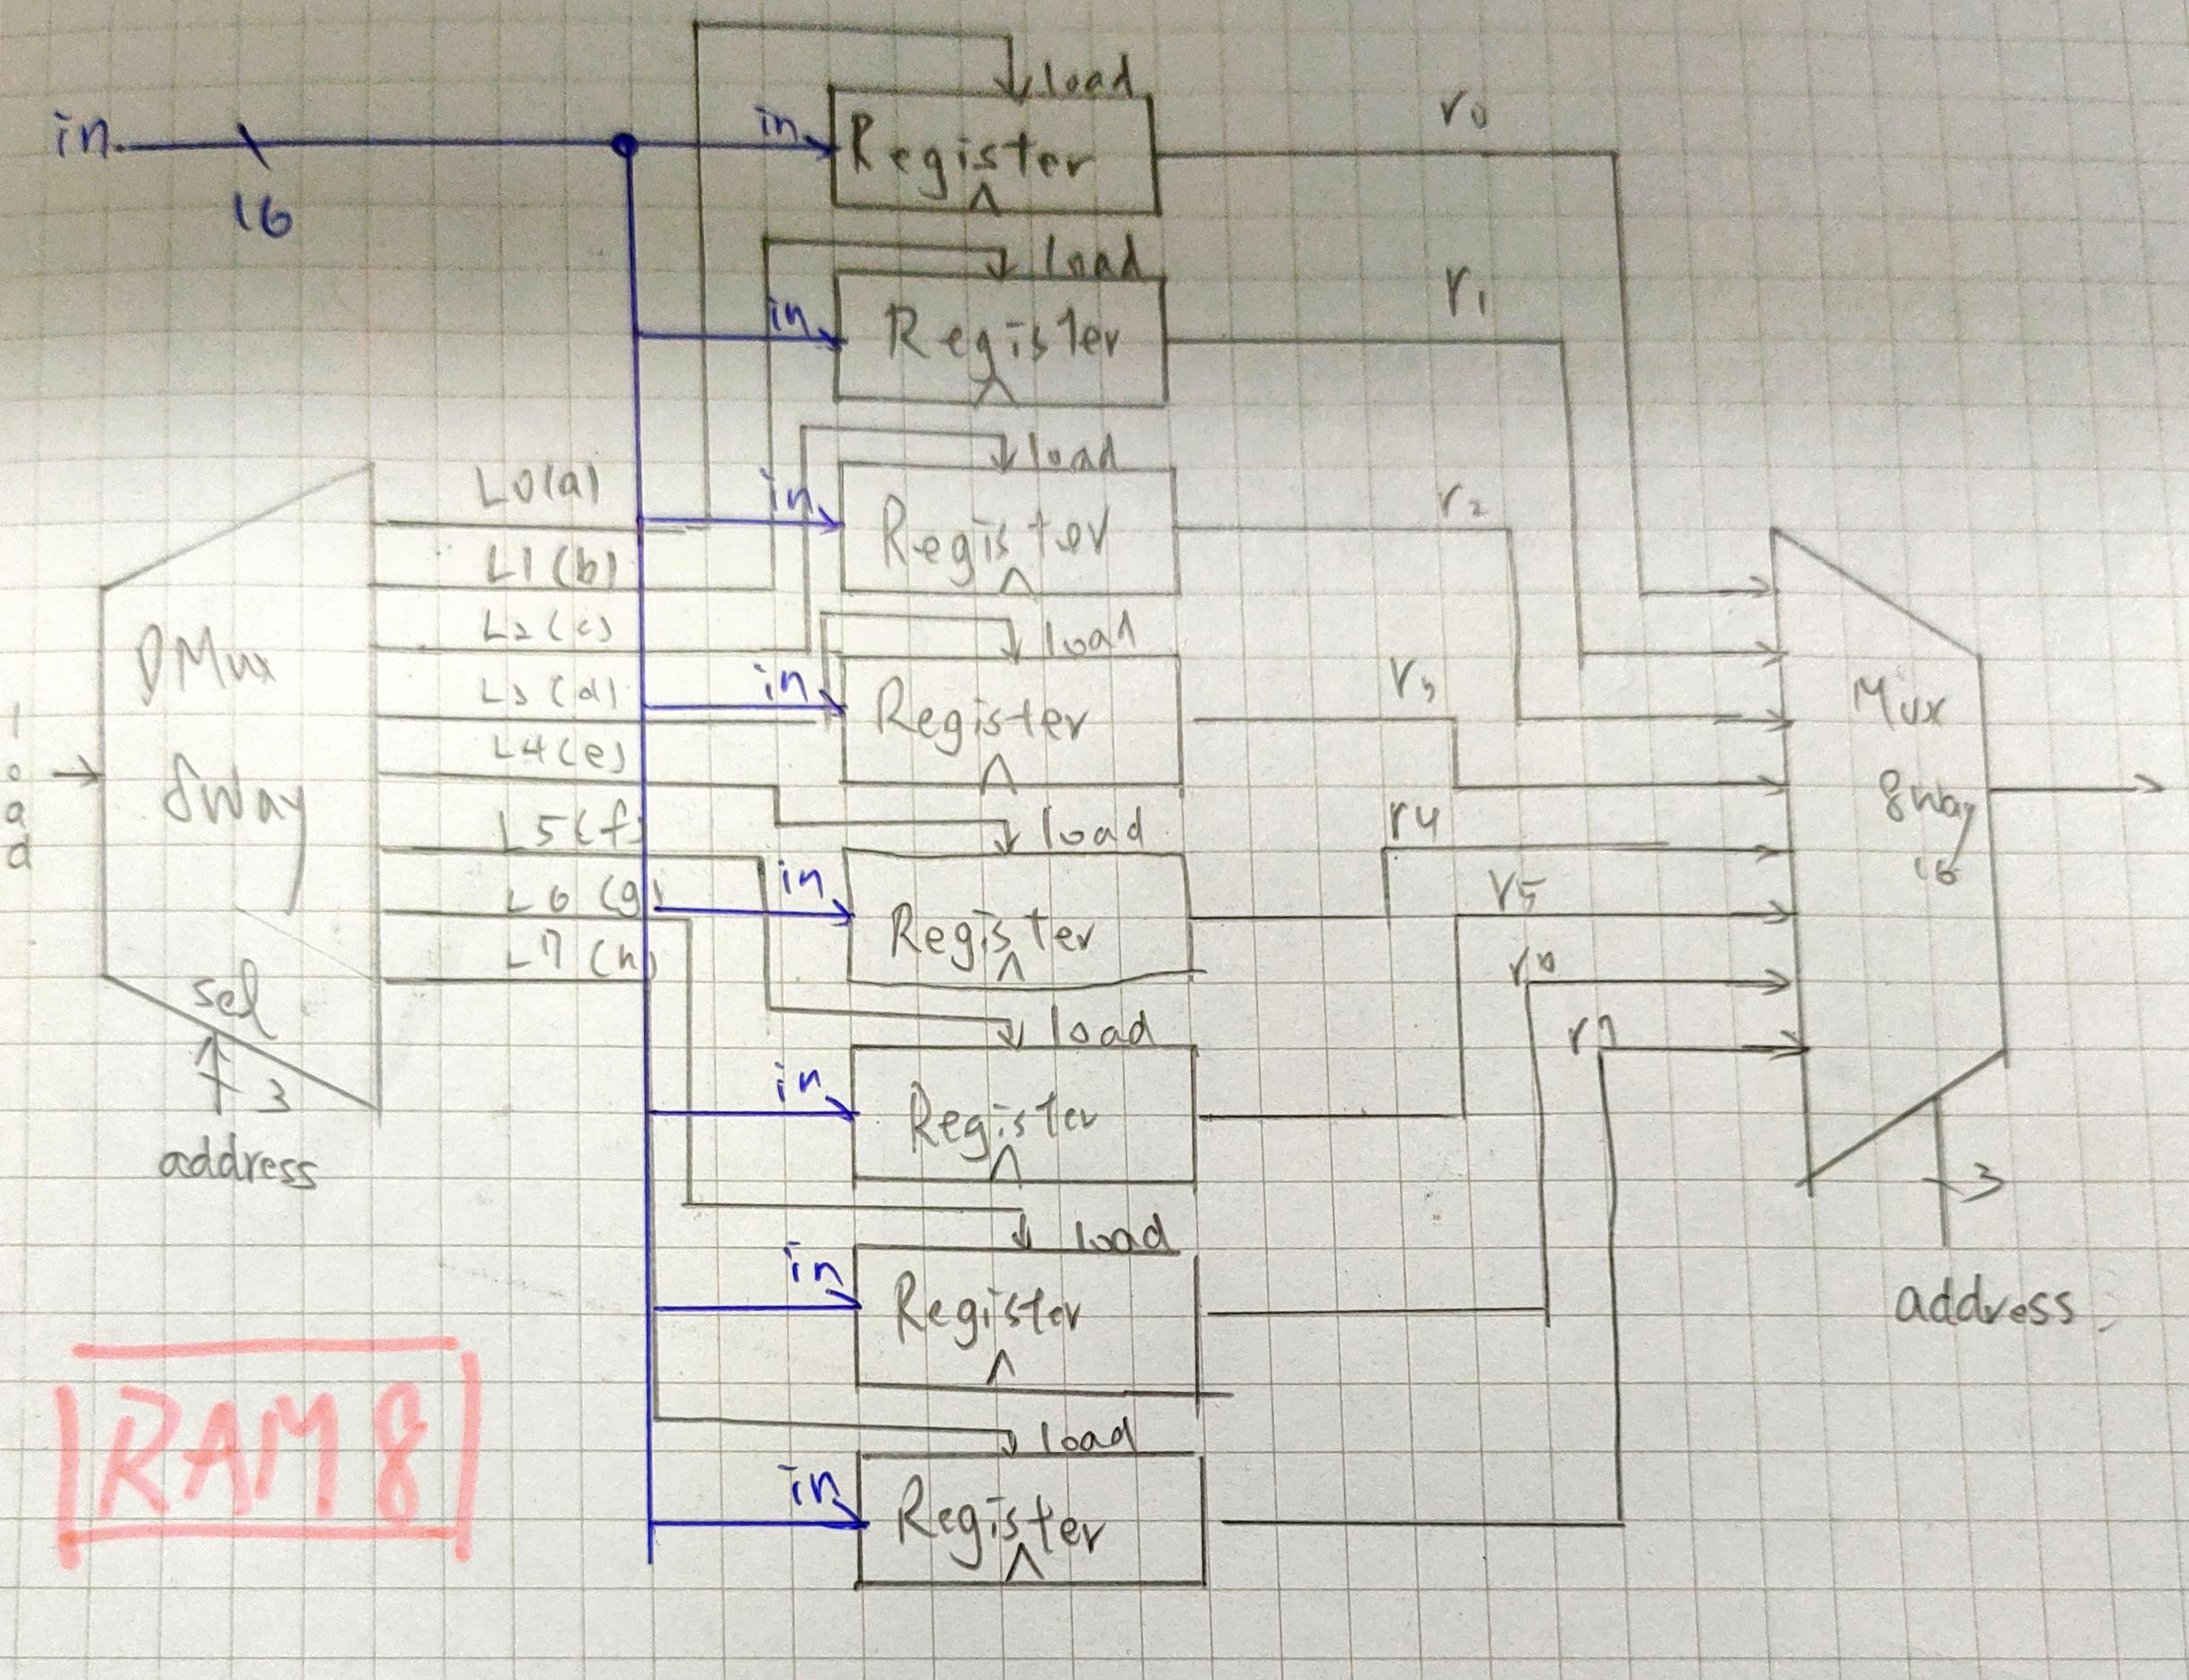 load
in
in
Register
r0
16
load
in
Register
r1
load
in
Register
r2
load
in
Register
r3
load
in
Register
r4
load
in
Register
r5
load
in
Register
r6
load
in
Register
r7
L0(a)
L1(b)
L2(c)
L3(d)
L4(e)
L5(f)
L6(g)
L7(h)
load
DMux
8Way
sel
3
address
Mux
8way
16
3
address
RAM8